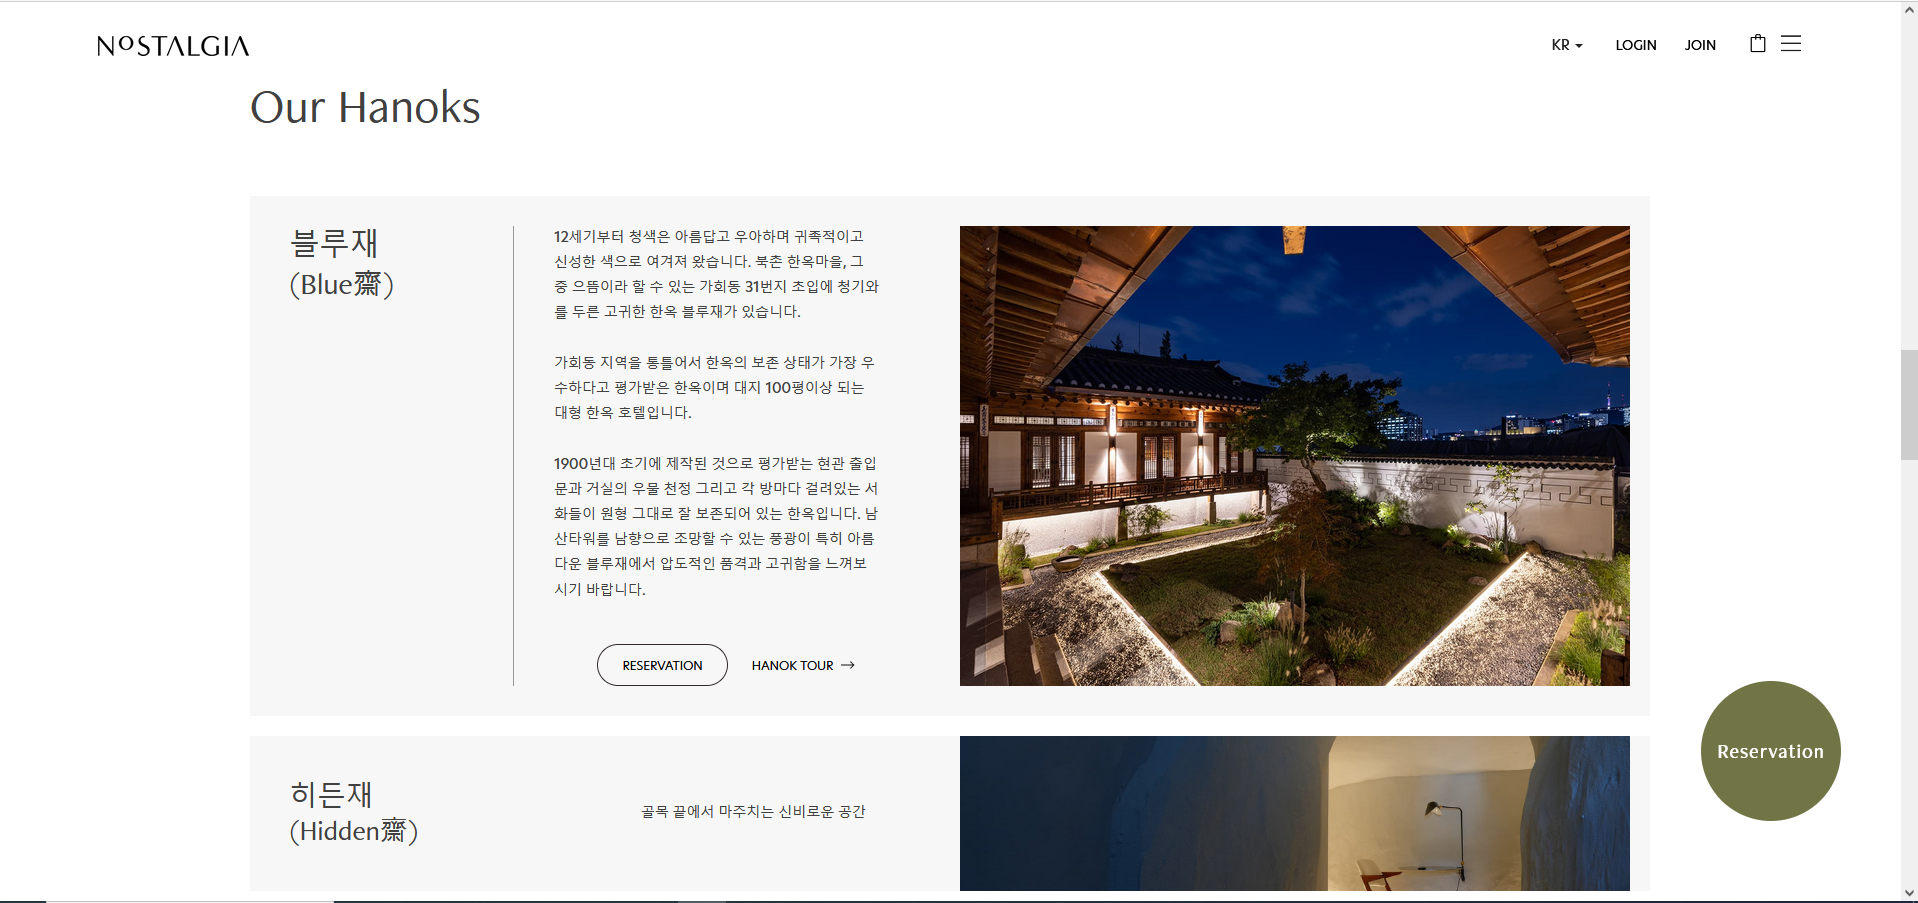 NOSTALGIA
KR
LOGIN
JOIN
Our Hanoks
블루재
(Blue齋)
12세기부터 청색은 아름답고 우아하며 귀족적이고
신성한 색으로 여겨져 왔습니다. 북촌 한옥마을, 그
중 으뜸이라 할 수 있는 가회동 31번지 초입에 청기와
를 두른 고귀한 한옥 블루재가 있습니다.
가회동 지역을 통틀어서 한옥의 보존 상태가 가장 우
수하다고 평가받은 한옥이며 대지 100평이상 되는
대형 한옥 호텔입니다.
1900년대 초기에 제작된 것으로 평가받는 현관 출입
문과 거실의 우물 천정 그리고 각 방마다 걸려있는 서
화들이 원형 그대로 잘 보존되어 있는 한옥입니다. 남
산타워를 남향으로 조망할 수 있는 풍광이 특히 아름
다운 블루재에서 압도적인 품격과 고귀함을 느껴보
시기 바랍니다.
RESERVATION
HANOK TOUR →
Reservation
히든재
(Hidden齋)
골목 끝에서 마주치는 신비로운 공간